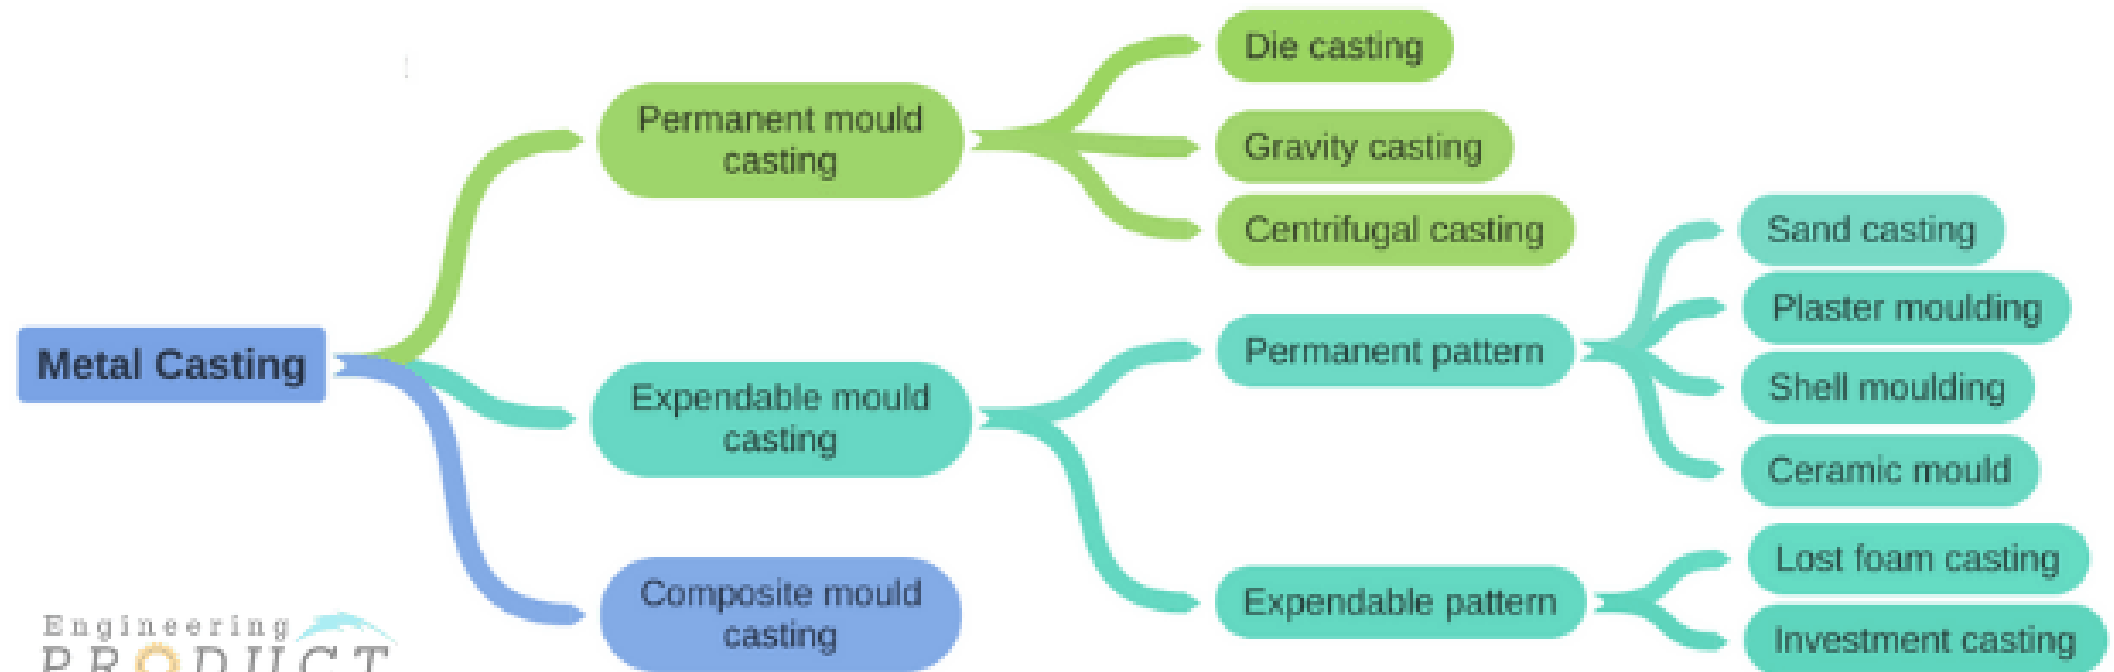 Die casting
Permanent mould
casting
Gravity casting
Centrifugal casting
Sand casting
Plaster moulding
Metal Casting
Permanent pattern
Expendable mould
casting
Shell moulding
Ceramic mould
Lost foam casting
Composite mould
casting
Expendable pattern
Investment casting
Engineering
PRODUCT